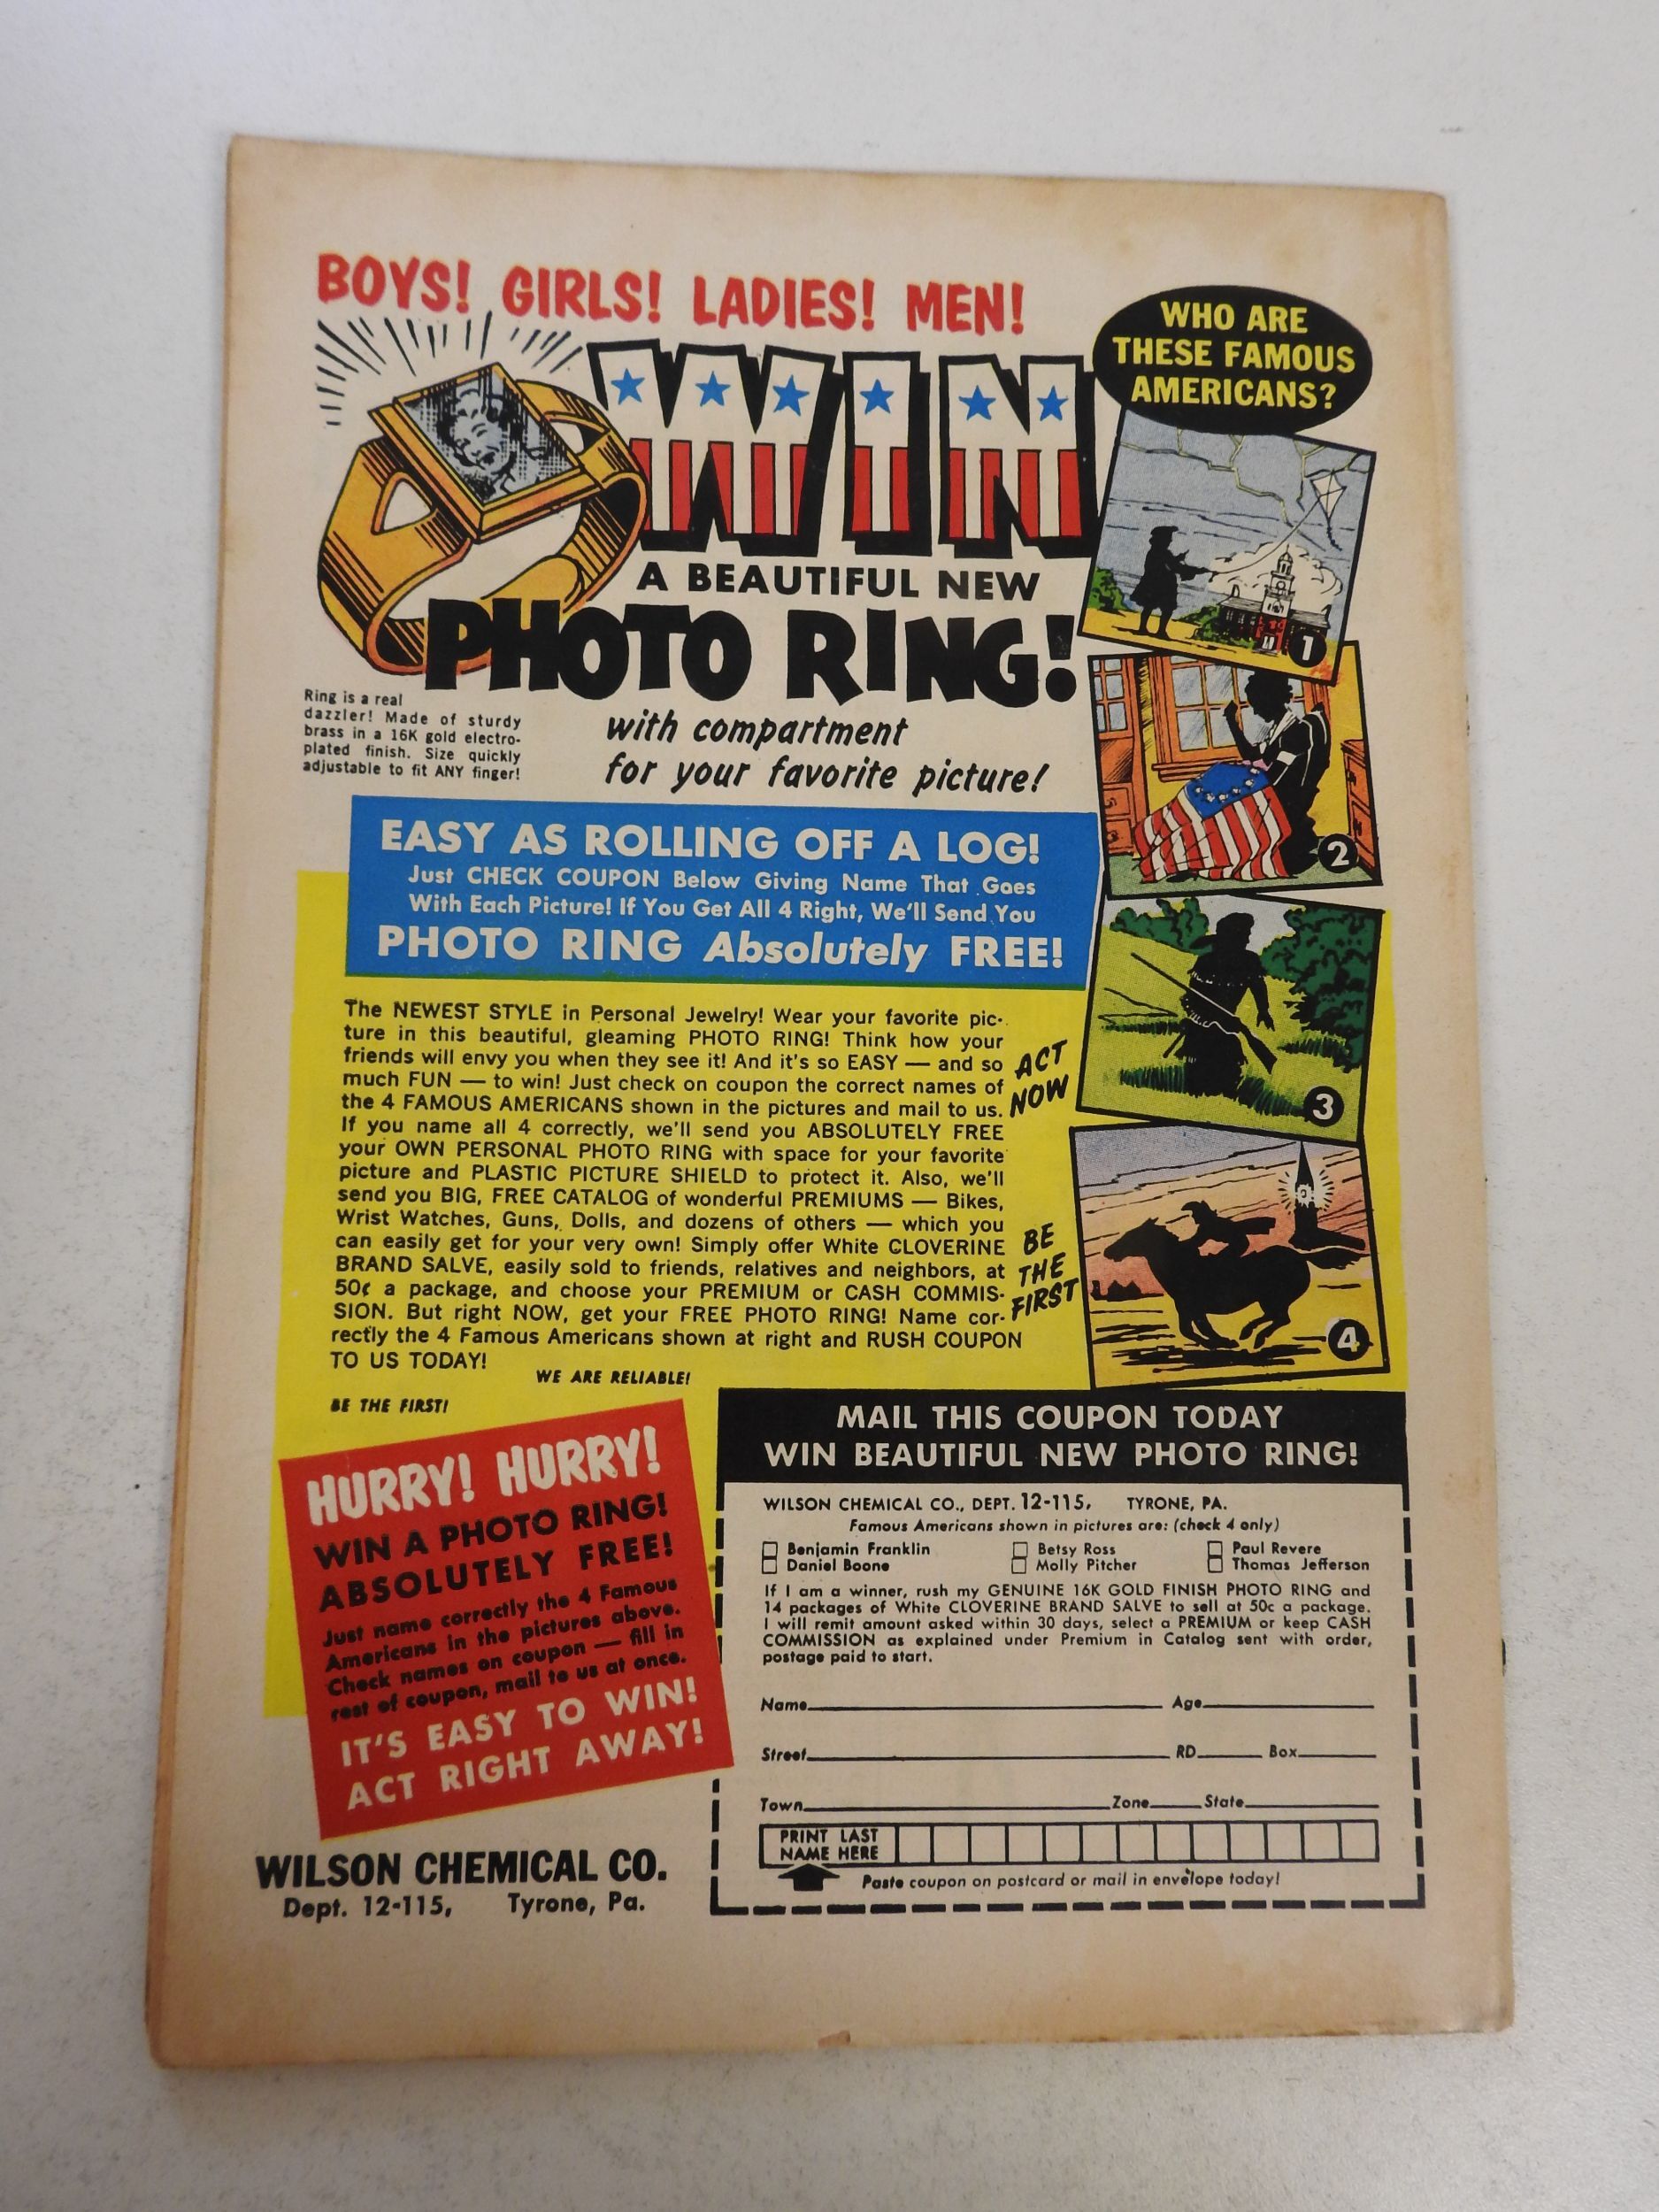 BOYS! GIRLS! LADIES! MEN!
WIN
A BEAUTIFUL NEW
PHOTO RING!
with compartment
for your favorite picture!
Ring is a real
dazzler! Made of sturdy
brass in a 16K gold electro-
plated finish. Size quickly
adjustable to fit ANY finger!
WHO ARE
THESE FAMOUS
AMERICANS?
1
2
3
4
EASY AS ROLLING OFF A LOG!
Just CHECK COUPON Below Giving Name That Goes
With Each Picture! If You Get All 4 Right, We'll Send You
PHOTO RING Absolutely FREE!
The NEWEST STYLE in Personal Jewelry! Wear your favorite pic-
ture in this beautiful, gleaming PHOTO RING! Think how your
friends will envy you when they see it! And it's so EASY — and so
much FUN — to win! Just check on coupon the correct names of
the 4 FAMOUS AMERICANS shown in the pictures and mail to us.
If you name all 4 correctly, we'll send you ABSOLUTELY FREE
your OWN PERSONAL PHOTO RING with space for your favorite
picture and PLASTIC PICTURE SHIELD to protect it. Also, we'll
send you BIG, FREE CATALOG of wonderful PREMIUMS — Bikes,
Wrist Watches, Guns, Dolls, and dozens of others — which you
can easily get for your very own! Simply offer White CLOVERINE
BRAND SALVE, easily sold to friends, relatives and neighbors, at
50¢ a package, and choose your PREMIUM or CASH COMMIS-
SION. But right NOW, get your FREE PHOTO RING! Name cor-
rectly the 4 Famous Americans shown at right and RUSH COUPON
TO US TODAY!
WE ARE RELIABLE!
BE THE FIRST!
ACT
NOW
BE
THE
FIRST
HURRY! HURRY!
WIN A PHOTO RING!
ABSOLUTELY FREE!
Just name correctly the 4 Famous
Americans in the pictures above.
Check names on coupon — fill in
rest of coupon, mail to us at once.
IT'S EASY TO WIN!
ACT RIGHT AWAY!
WILSON CHEMICAL CO.
Dept. 12-115, Tyrone, Pa.
MAIL THIS COUPON TODAY
WIN BEAUTIFUL NEW PHOTO RING!
WILSON CHEMICAL CO., DEPT. 12-115, TYRONE, PA.
Famous Americans shown in pictures are: (check 4 only)
Benjamin Franklin Betsy Ross Paul Revere
Daniel Boone Molly Pitcher Thomas Jefferson
If I am a winner, rush my GENUINE 16K GOLD FINISH PHOTO RING and
14 packages of White CLOVERINE BRAND SALVE to sell at 50c a package.
I will remit amount asked within 30 days, select a PREMIUM or keep CASH
COMMISSION as explained under Premium in Catalog sent with order,
postage paid to start.
Name Age
Street RD Box
Town Zone State
PRINT LAST
NAME HERE
Paste coupon on postcard or mail in envelope today!